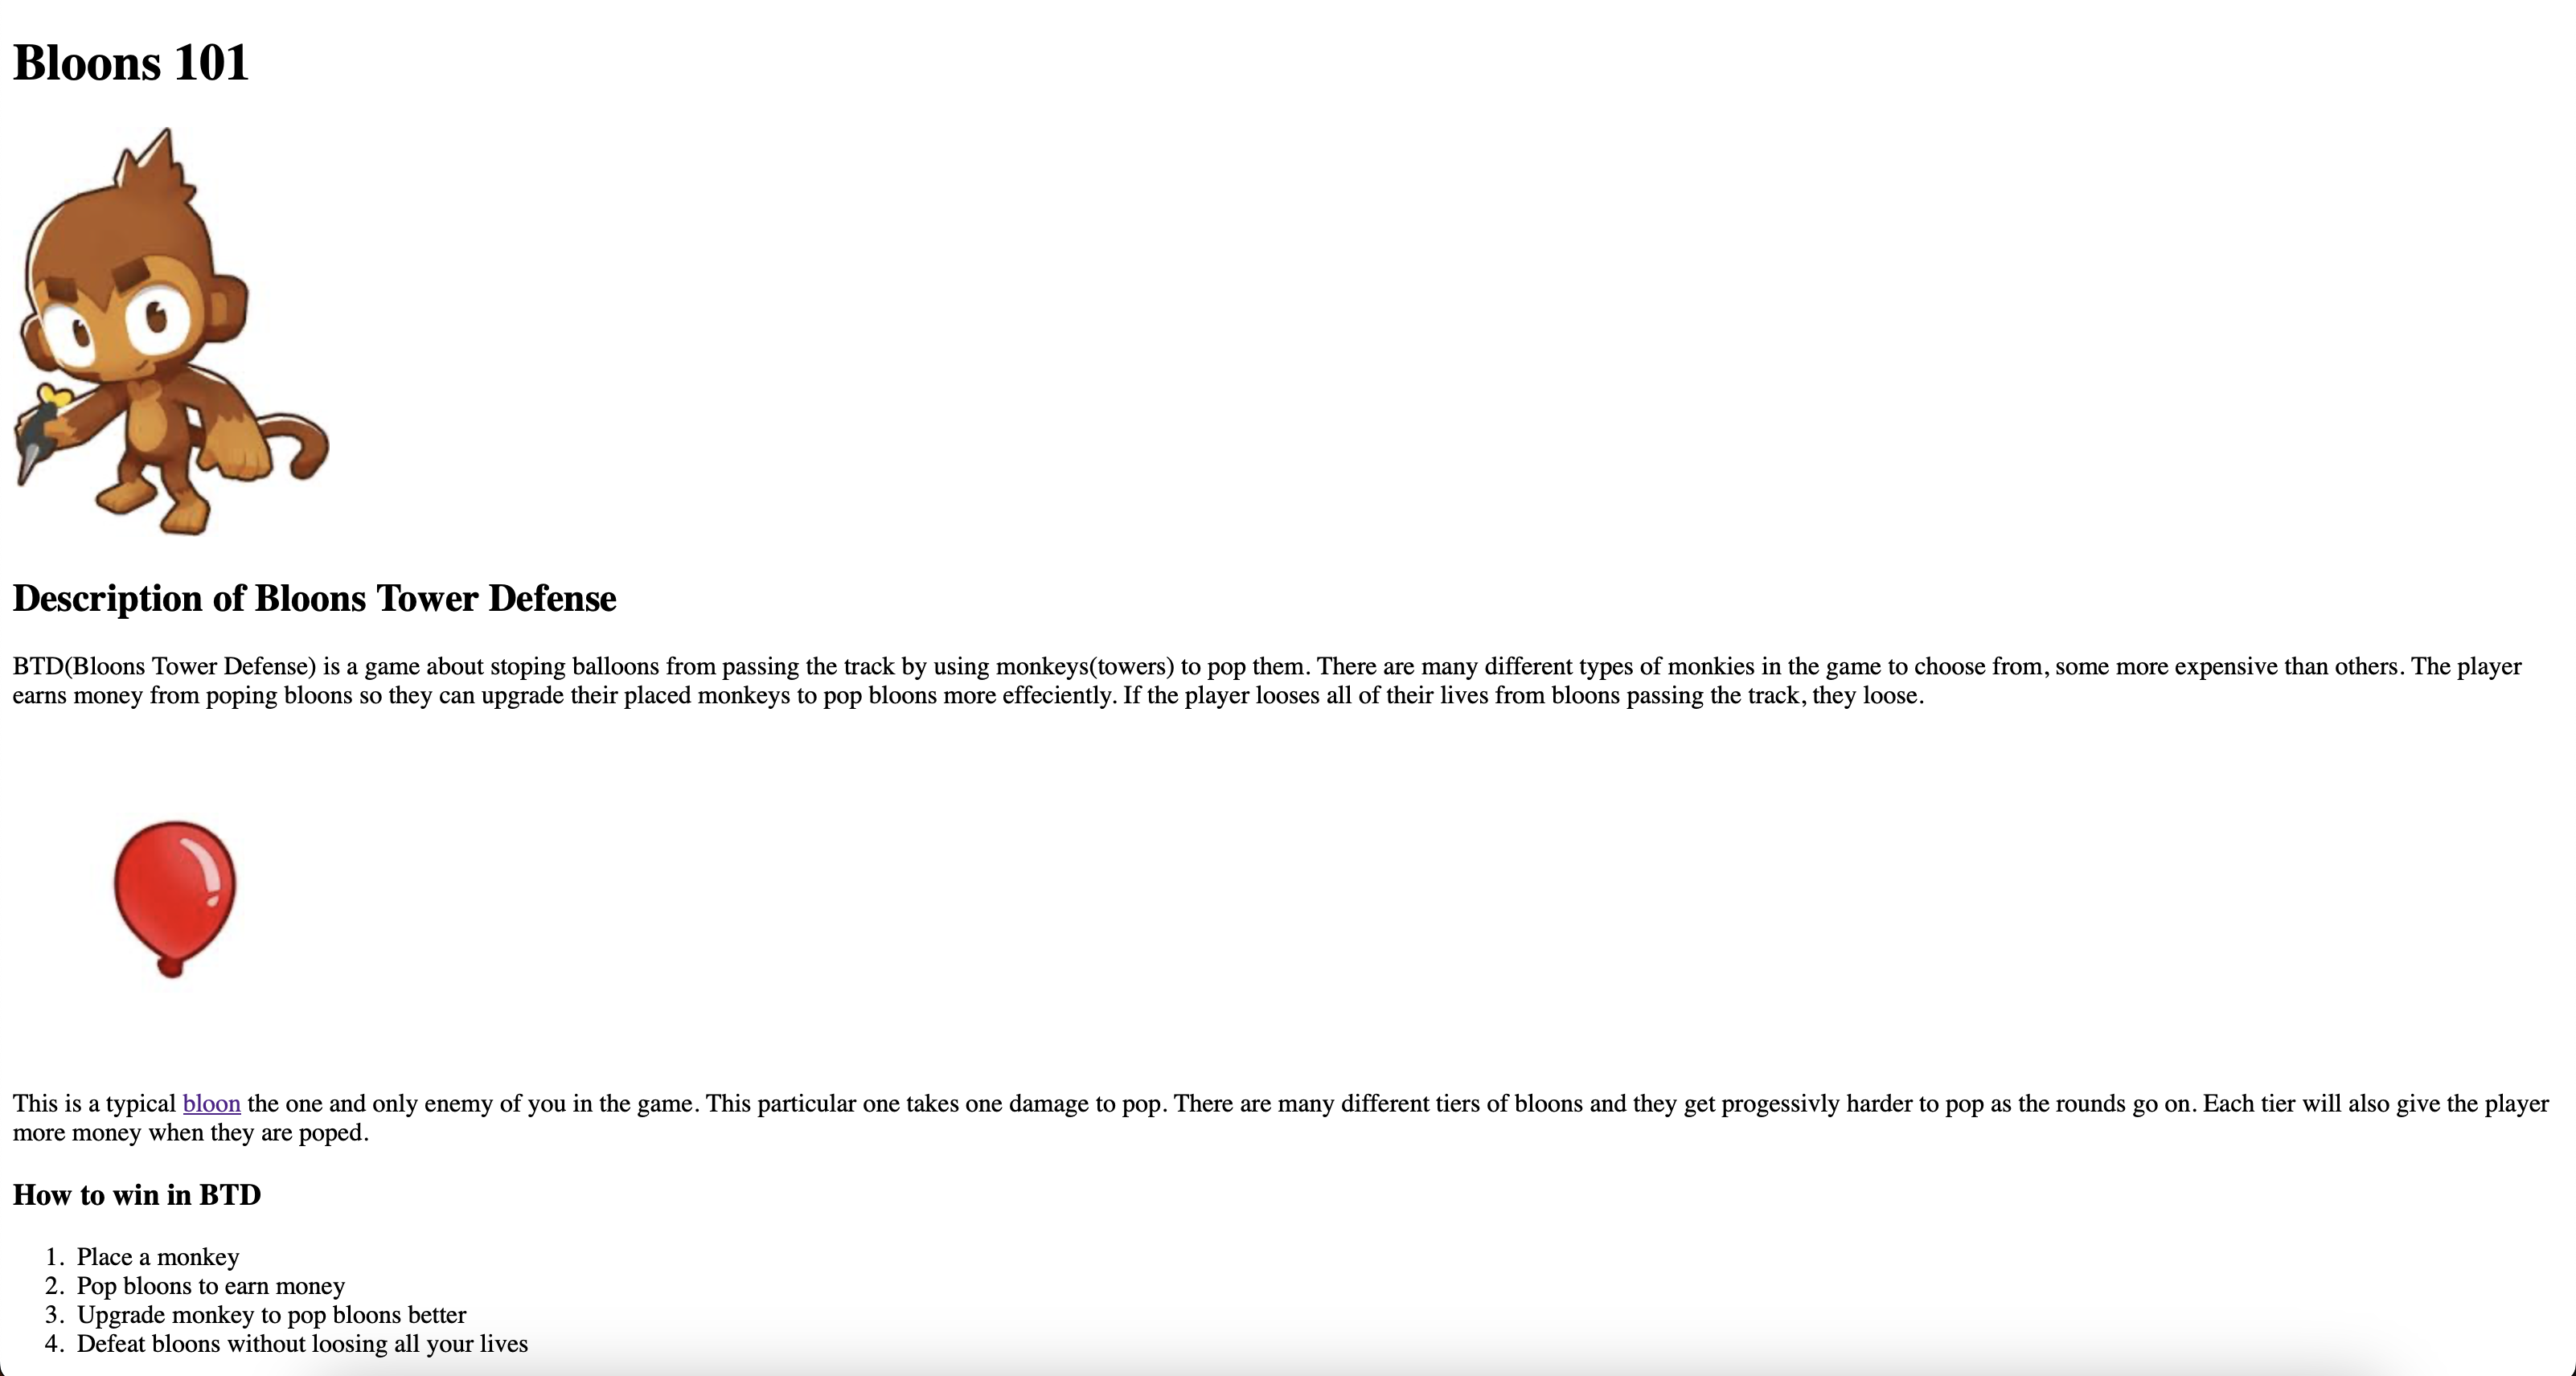 Bloons 101
Description of Bloons Tower Defense
BTD(Bloons Tower Defense) is a game about stoping balloons from passing the track by using monkeys(towers) to pop them. There are many different types of monkies in the game to choose from, some more expensive than others. The player
earns money from poping bloons so they can upgrade their placed monkeys to pop bloons more effeciently. If the player looses all of their lives from bloons passing the track, they loose.
This is a typical bloon the one and only enemy of you in the game. This particular one takes one damage to pop. There are many different tiers of bloons and they get progessivly harder to pop as the rounds go on. Each tier will also give the player
more money when they are poped.
How to win in BTD
1. Place a monkey
2. Pop bloons to earn money
3. Upgrade monkey to pop bloons better
4. Defeat bloons without loosing all your lives